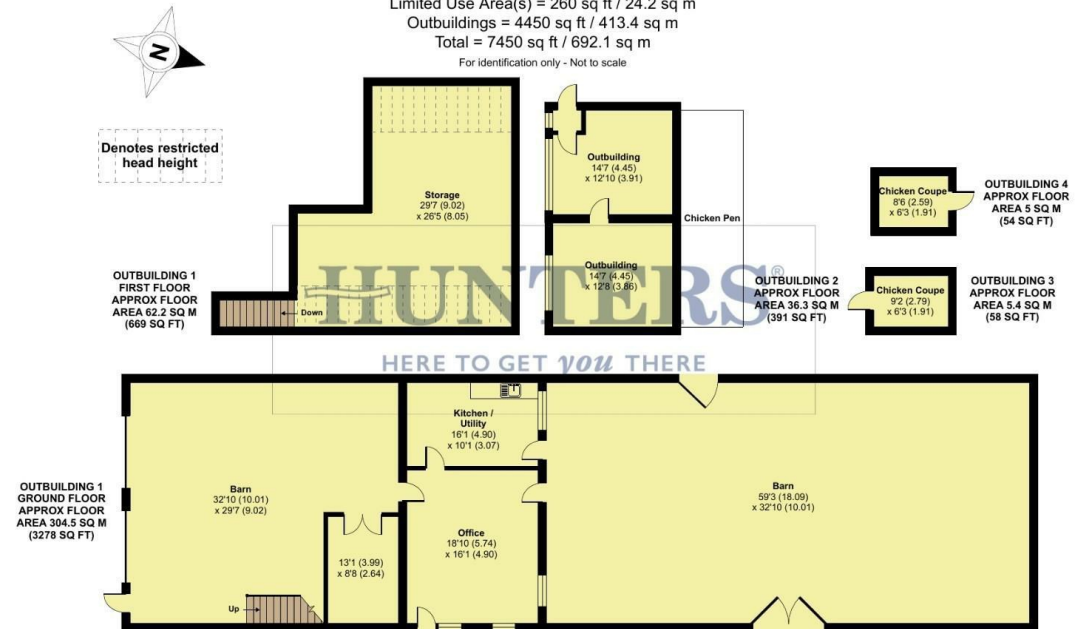 Limited Use Area(s) = 260 sq ft / 24.2 sq m
Outbuildings = 4450 sq ft / 413.4 sq m
Total = 7450 sq ft / 692.1 sq m
For identification only - Not to scale
N
Denotes restricted
head height
Storage
29'7 (9.02)
x 26'5 (8.05)
Down
OUTBUILDING 1
FIRST FLOOR
APPROX FLOOR
AREA 62.2 SQ M
(669 SQ FT)
Outbuilding
14'7 (4.45)
x 12'10 (3.91)
Chicken Pen
Outbuilding
14'7 (4.45)
x 12'8 (3.86)
OUTBUILDING 2
APPROX FLOOR
AREA 36.3 SQ M
(391 SQ FT)
Chicken Coupe
8'6 (2.59)
x 6'3 (1.91)
OUTBUILDING 4
APPROX FLOOR
AREA 5 SQ M
(54 SQ FT)
Chicken Coupe
9'2 (2.79)
x 6'3 (1.91)
OUTBUILDING 3
APPROX FLOOR
AREA 5.4 SQ M
(58 SQ FT)
HUNTERS®
HERE TO GET you THERE
OUTBUILDING 1
GROUND FLOOR
APPROX FLOOR
AREA 304.5 SQ M
(3278 SQ FT)
Barn
32'10 (10.01)
x 29'7 (9.02)
13'1 (3.99)
x 8'8 (2.64)
Up
Kitchen /
Utility
16'1 (4.90)
x 10'1 (3.07)
Office
18'10 (5.74)
x 16'1 (4.90)
Barn
59'3 (18.09)
x 32'10 (10.01)